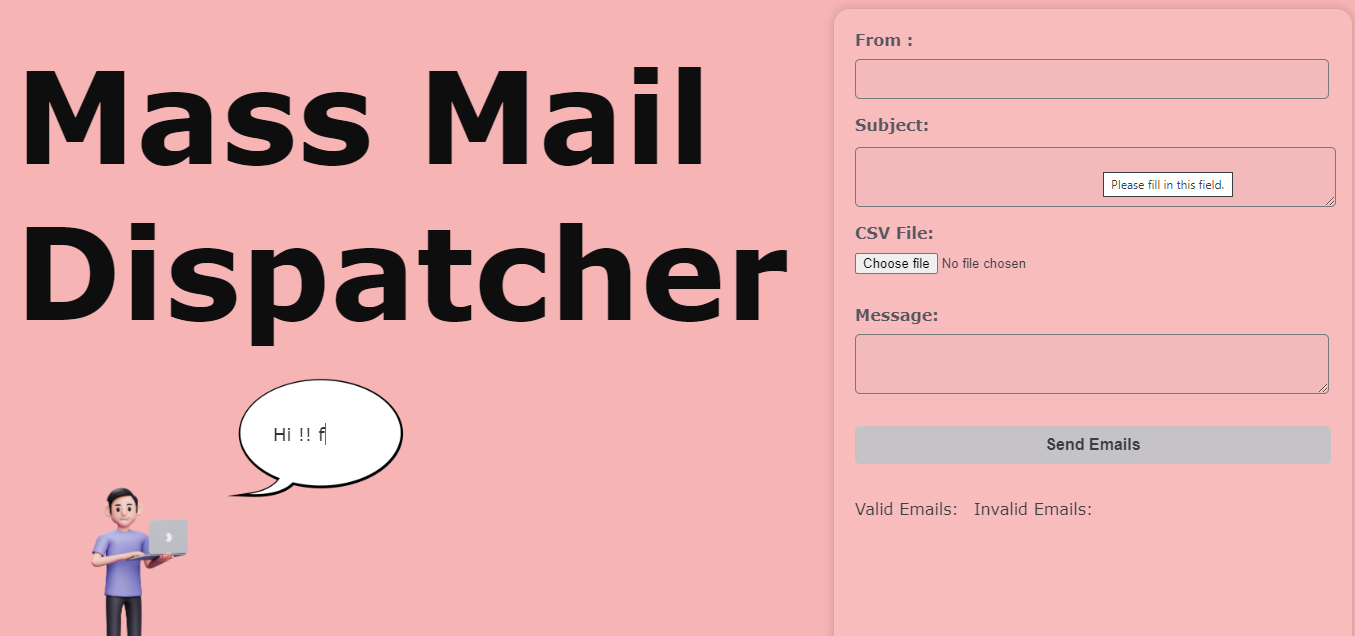 Mass Mail
Dispatcher
Hi !! f
From :
Subject:
Please fill in this field.
CSV File:
Choose file No file chosen
Message:
Send Emails
Valid Emails: Invalid Emails: